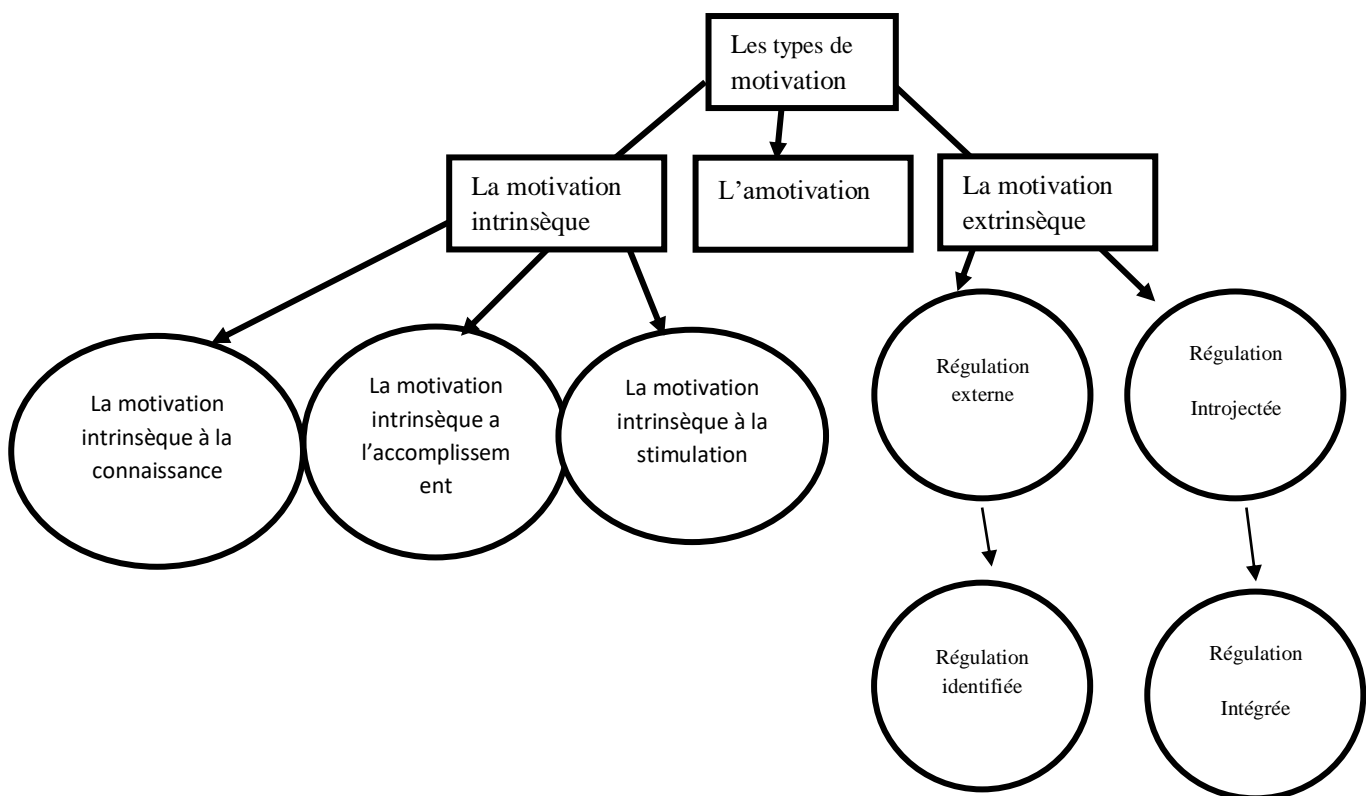 Les types de
motivation
La motivation
intrinsèque
L’amotivation
La motivation
extrinsèque
La motivation
intrinsèque à la
connaissance
La motivation
intrinsèque a
l’accomplissem
ent
La motivation
intrinsèque à la
stimulation
Régulation
externe
Régulation
Introjectée
Régulation
identifiée
Régulation
Intégrée